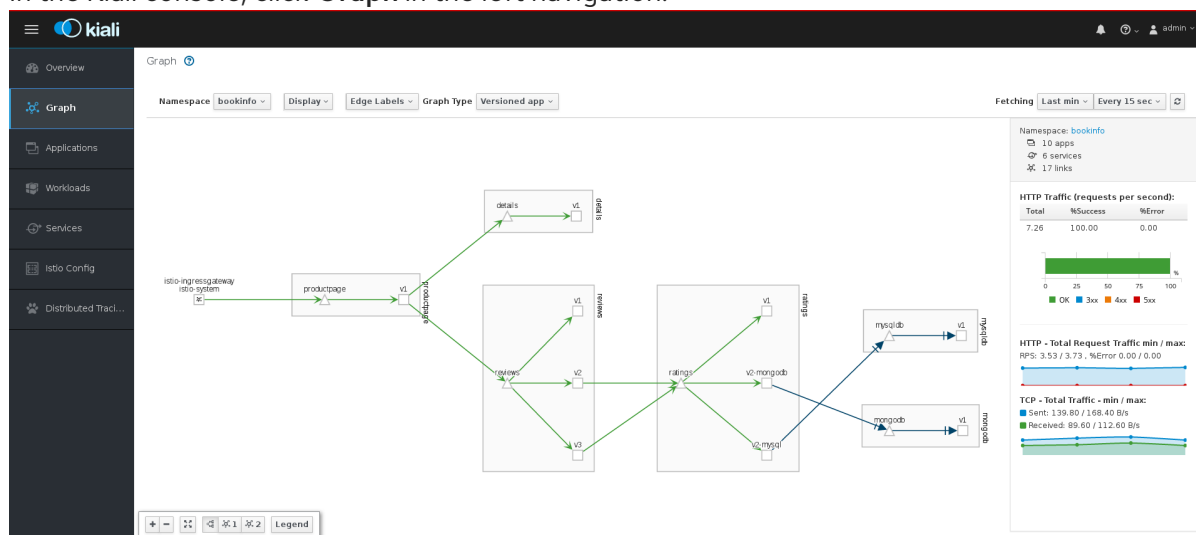 In the Kiali console, click Graph in the left navigation.
kiali
admin
Overview
Graph
Applications
Workloads
Services
Istio Config
Distributed Traci...
Graph
Namespace bookinfo Display Edge Labels Graph Type Versioned app
Fetching Last min Every 15 sec
istio-ingressgateway
istio-system
productpage v1
productpage
details v1
details
reviews
v1
v2
v3
reviews
ratings
v1
v2-mongodb
v2-mysql
ratings
mysqldb v1
mysqldb
mongodb v1
mongodb
Namespace: bookinfo
10 apps
6 services
17 links
HTTP Traffic (requests per second):
Total %Success %Error
7.26 100.00 0.00
%
0 25 50 75 100
OK 3xx 4xx 5xx
HTTP - Total Request Traffic min / max:
RPS: 3.53 / 3.73 , %Error 0.00 / 0.00
TCP - Total Traffic - min / max:
Sent: 139.80 / 168.40 B/s
Received: 89.60 / 112.60 B/s
1 2 Legend